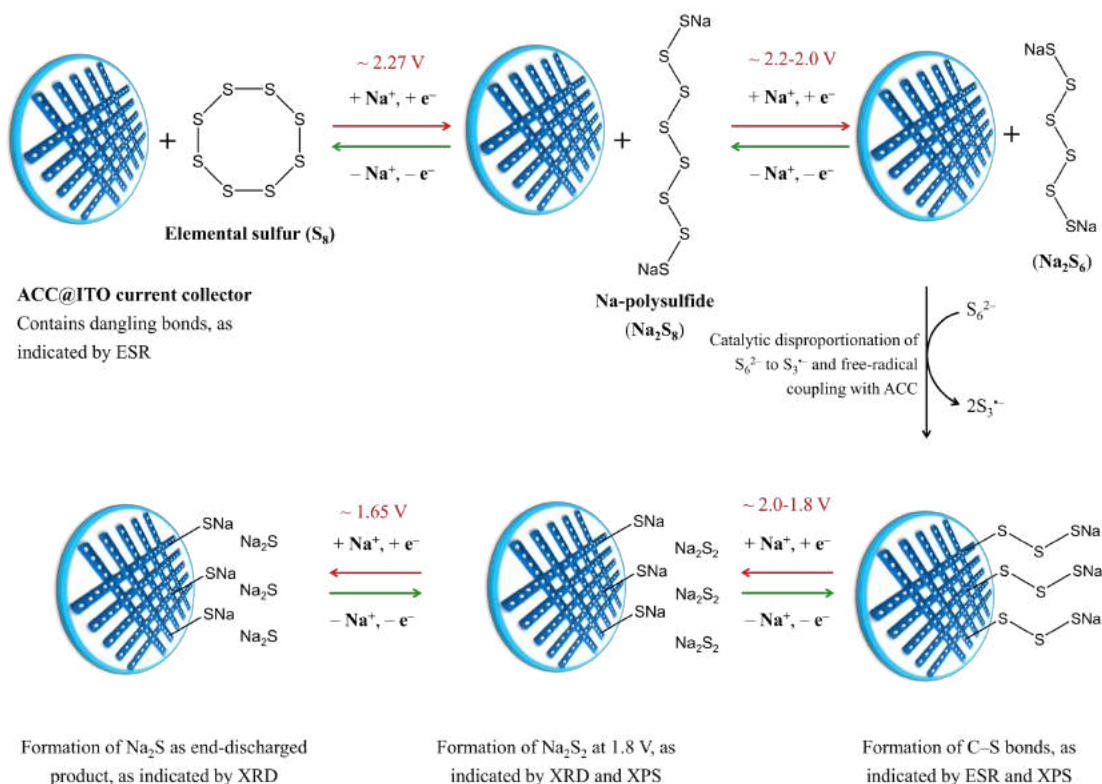 ~ 2.27 V
+ Na⁺, + e⁻
– Na⁺, – e⁻
~ 2.2-2.0 V
+ Na⁺, + e⁻
– Na⁺, – e⁻
+
S
S
S
S
S
S
S
S
Elemental sulfur (S₈)
+
SNa
S
S
S
S
S
S
NaS
Na-polysulfide
(Na₂S₈)
+
NaS
S
S
S
S
SNa
(Na₂S₆)
ACC@ITO current collector
Contains dangling bonds, as
indicated by ESR
Catalytic disproportionation of
S₆²⁻ to S₃•⁻ and free-radical
coupling with ACC
S₆²⁻
2S₃•⁻
SNa
Na₂S
SNa
Na₂S
SNa
Na₂S
~ 1.65 V
+ Na⁺, + e⁻
– Na⁺, – e⁻
SNa
Na₂S₂
SNa
Na₂S₂
SNa
Na₂S₂
~ 2.0-1.8 V
+ Na⁺, + e⁻
– Na⁺, – e⁻
S
S
SNa
S
S
SNa
S
S
SNa
Formation of Na₂S as end-discharged
product, as indicated by XRD
Formation of Na₂S₂ at 1.8 V, as
indicated by XRD and XPS
Formation of C–S bonds, as
indicated by ESR and XPS